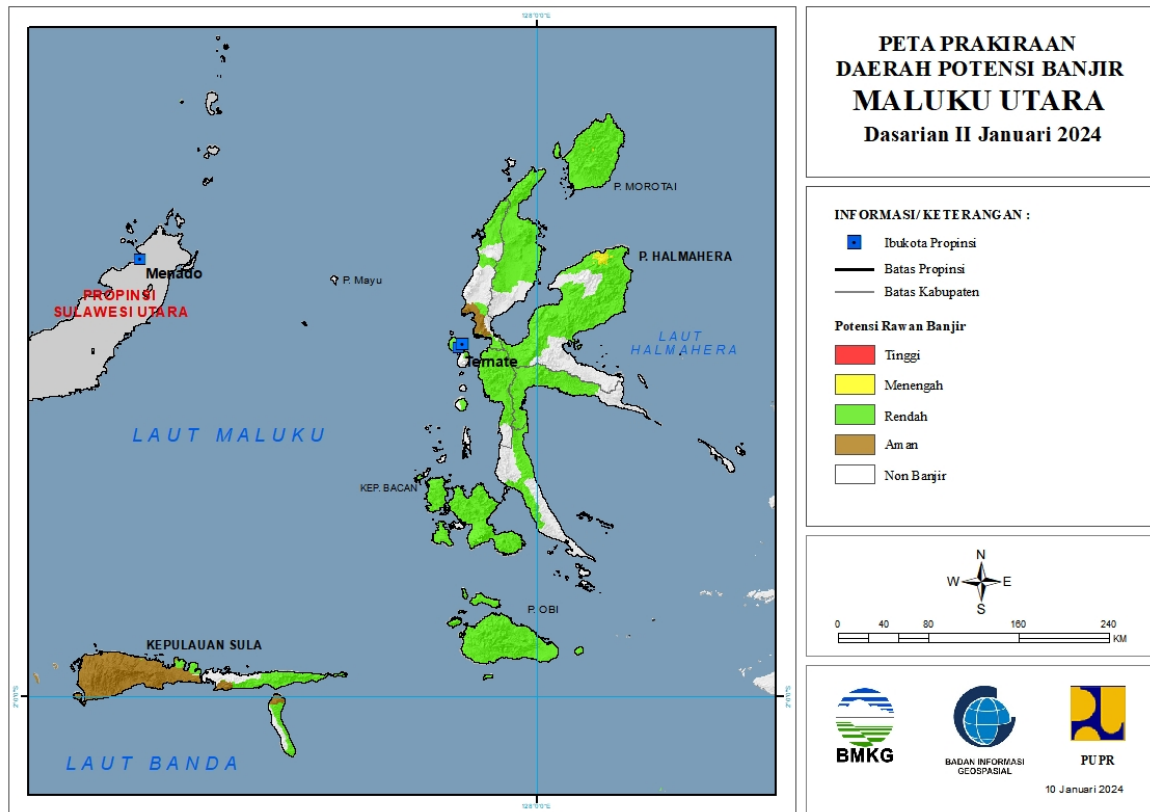 PETA PRAKIRAAN
DAERAH POTENSI BANJIR
MALUKU UTARA
Dasarian II Januari 2024
INFORMASI/ KETERANGAN :
Ibukota Propinsi
Batas Propinsi
Batas Kabupaten
Potensi Rawan Banjir
Tinggi
Menengah
Rendah
Aman
Non Banjir
N
W E
S
0 40 80 160 240
KM
BMKG
BADAN INFORMASI
GEOSPASIAL
PUPR
10 Januari 2024
P. MOROTAI
Menado
P. HALMAHERA
P. Mayu
PROPINSI
SULAWESI UTARA
LAUT
HALMAHERA
Ternate
LAUT MALUKU
KEP. BACAN
P. OBI
KEPULAUAN SULA
LAUT BANDA